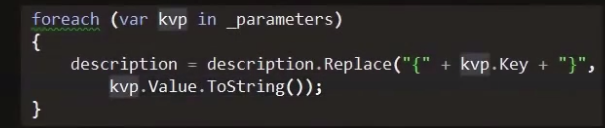 foreach (var kvp in _parameters)
{
    description = description.Replace("{" + kvp.Key + "}",
        kvp.Value.ToString());
}